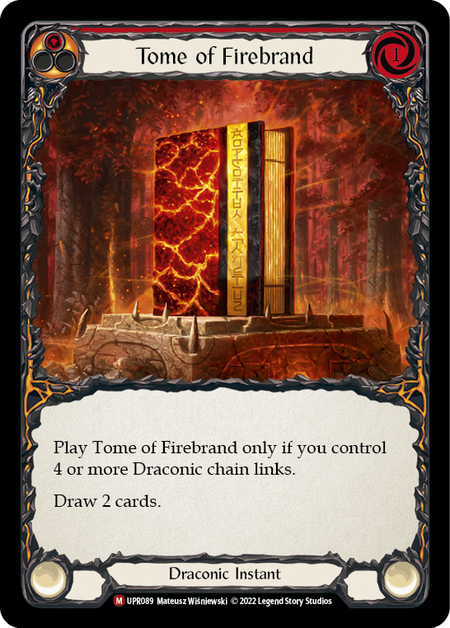 Tome of Firebrand
1
Play Tome of Firebrand only if you control
4 or more Draconic chain links.
Draw 2 cards.
Draconic Instant
M UPR089 Mateusz Wiśniewski © 2022 Legend Story Studios